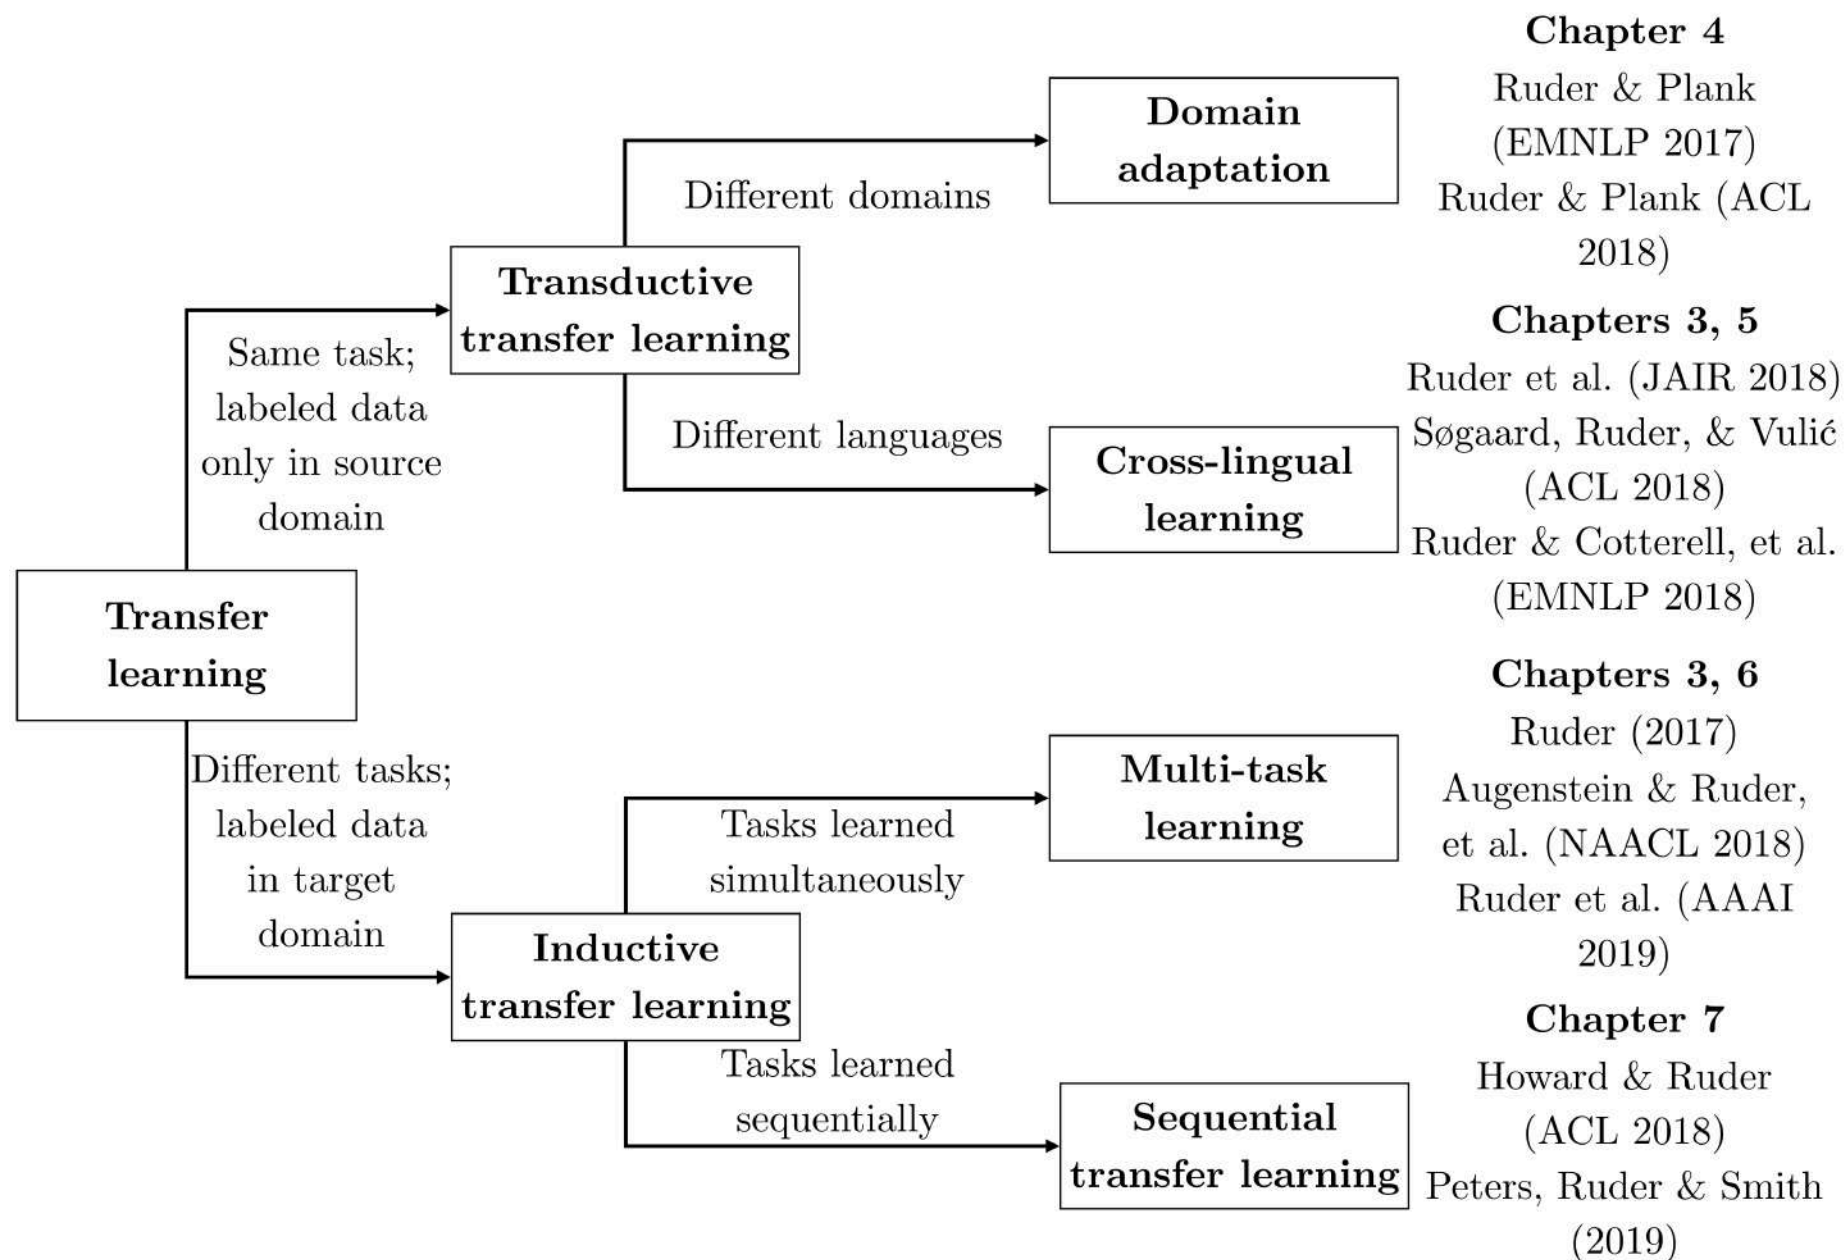 Chapter 4
Ruder & Plank
(EMNLP 2017)
Ruder & Plank (ACL
2018)
Domain
adaptation
Different domains
Transductive
transfer learning
Same task;
labeled data
only in source
domain
Different languages
Cross-lingual
learning
Chapters 3, 5
Ruder et al. (JAIR 2018)
Søgaard, Ruder, & Vulić
(ACL 2018)
Ruder & Cotterell, et al.
(EMNLP 2018)
Transfer
learning
Different tasks;
labeled data
in target
domain
Multi-task
learning
Chapters 3, 6
Ruder (2017)
Augenstein & Ruder,
et al. (NAACL 2018)
Ruder et al. (AAAI
2019)
Tasks learned
simultaneously
Inductive
transfer learning
Tasks learned
sequentially
Sequential
transfer learning
Chapter 7
Howard & Ruder
(ACL 2018)
Peters, Ruder & Smith
(2019)